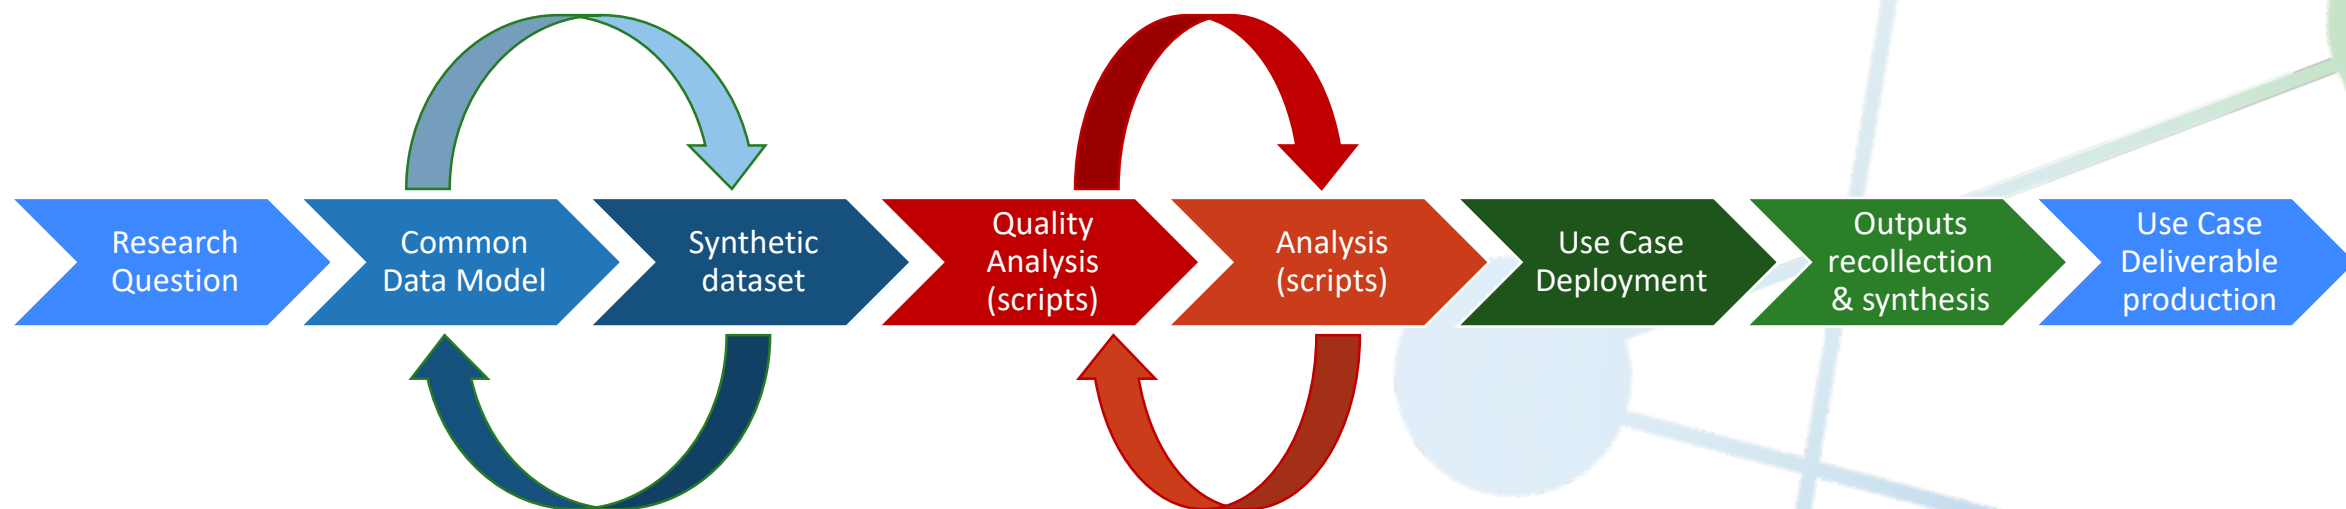 Research
Question
Common
Data Model
Synthetic
dataset
Quality
Analysis
(scripts)
Analysis
(scripts)
Use Case
Deployment
Outputs
recollection
& synthesis
Use Case
Deliverable
production